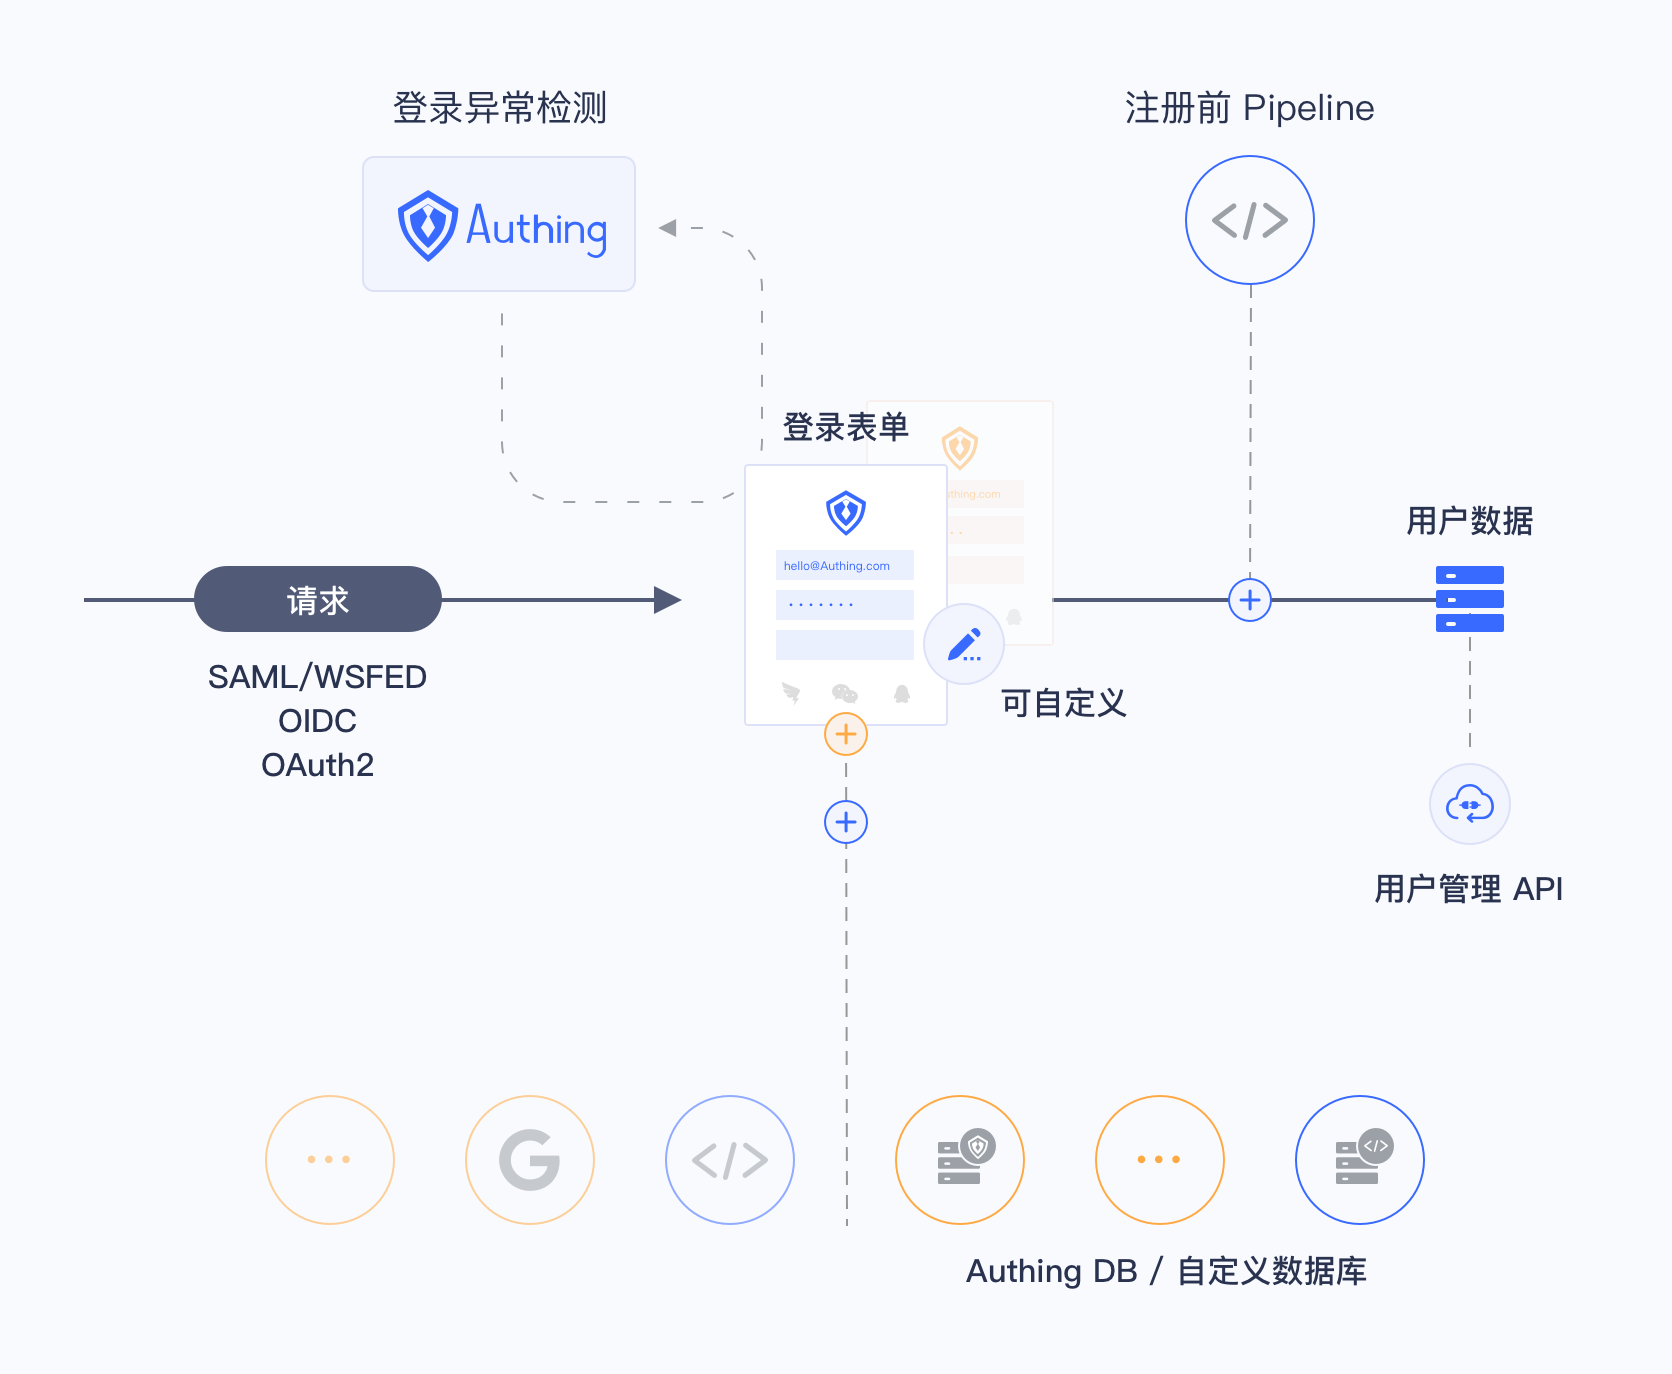 登录异常检测
注册前 Pipeline
Authing
登录表单
uthing.com
hello@Authing.com
用户数据
请求
SAML/WSFED
OIDC
OAuth2
可自定义
用户管理 API
Authing DB / 自定义数据库